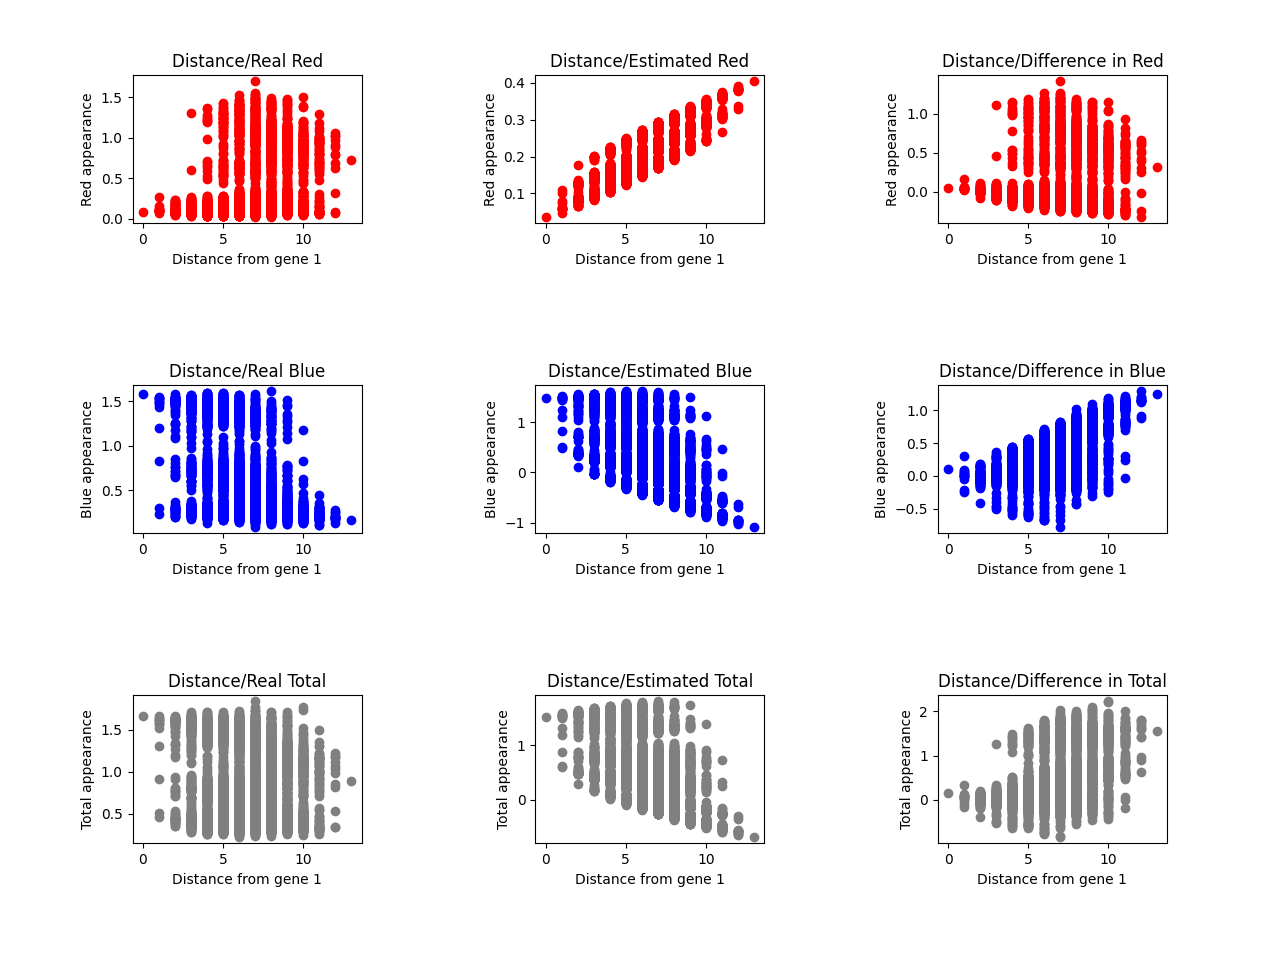 Distance/Real Red
Distance/Estimated Red
Distance/Difference in Red
Red appearance
1.5
1.0
0.5
0.0
0
5
10
Distance from gene 1
Red appearance
0.4
0.3
0.2
0.1
0
5
10
Distance from gene 1
Red appearance
1.0
0.5
0.0
0
5
10
Distance from gene 1
Distance/Real Blue
Distance/Estimated Blue
Distance/Difference in Blue
Blue appearance
1.5
1.0
0.5
0
5
10
Distance from gene 1
Blue appearance
1
0
−1
0
5
10
Distance from gene 1
Blue appearance
1.0
0.5
0.0
−0.5
0
5
10
Distance from gene 1
Distance/Real Total
Distance/Estimated Total
Distance/Difference in Total
Total appearance
1.5
1.0
0.5
0
5
10
Distance from gene 1
Total appearance
1
0
0
5
10
Distance from gene 1
Total appearance
2
1
0
0
5
10
Distance from gene 1